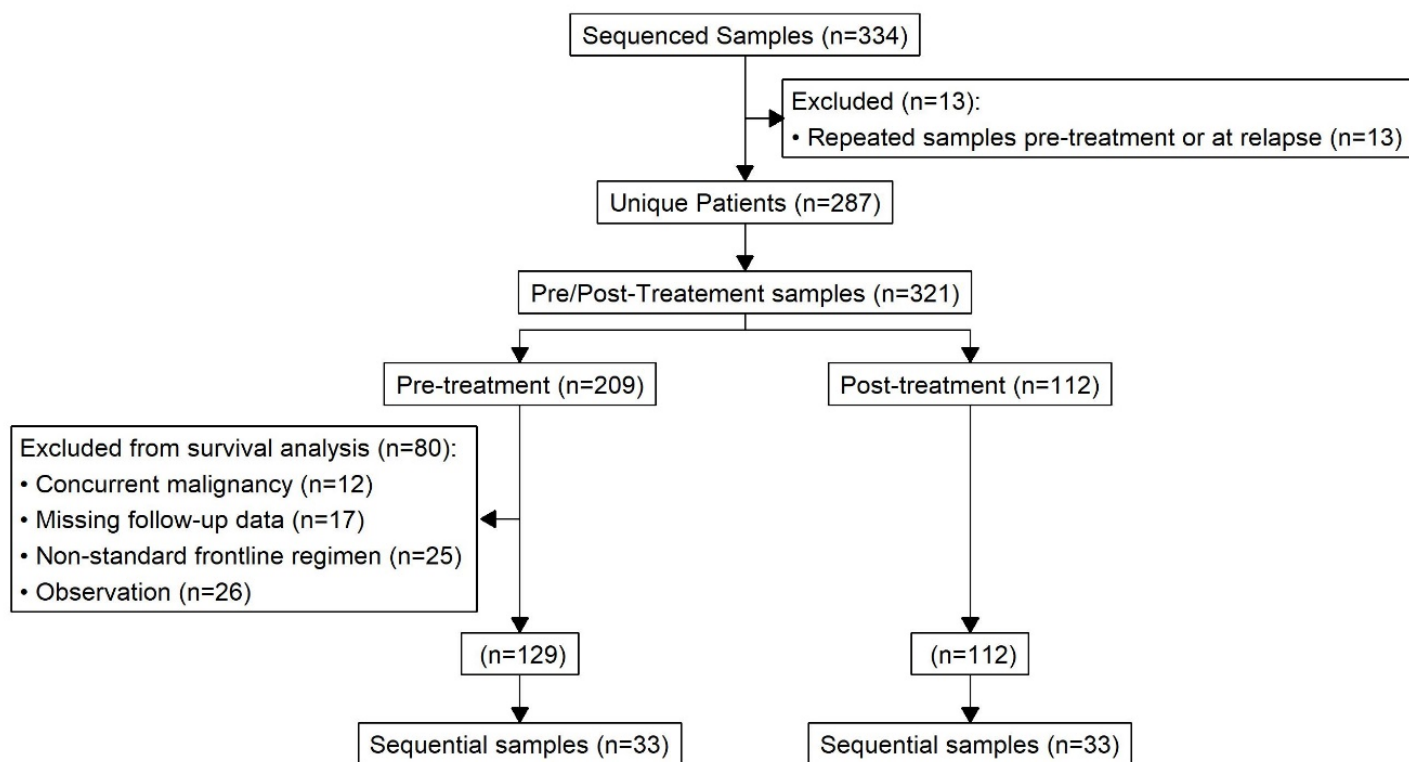 Sequenced Samples (n=334)
Excluded (n=13):
• Repeated samples pre-treatment or at relapse (n=13)
Unique Patients (n=287)
Pre/Post-Treatement samples (n=321)
Pre-treatment (n=209)
Post-treatment (n=112)
Excluded from survival analysis (n=80):
• Concurrent malignancy (n=12)
• Missing follow-up data (n=17)
• Non-standard frontline regimen (n=25)
• Observation (n=26)
(n=129)
(n=112)
Sequential samples (n=33)
Sequential samples (n=33)